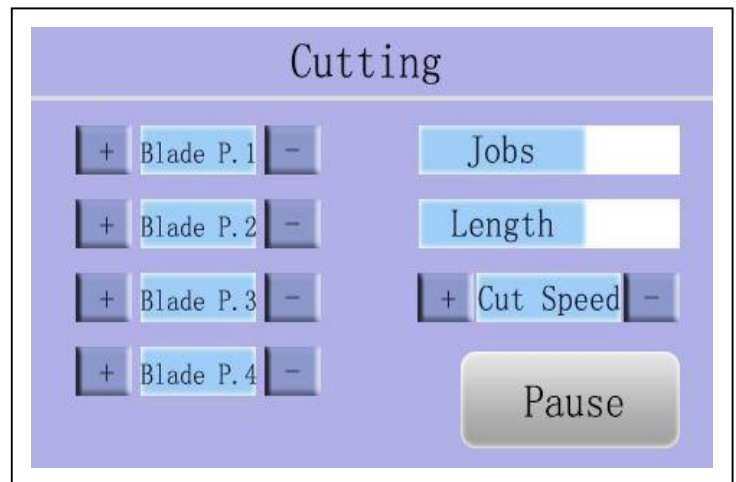 Cutting
+ Blade P.1 - Jobs
+ Blade P.2 - Length
+ Blade P.3 - + Cut Speed -
+ Blade P.4 -
Pause